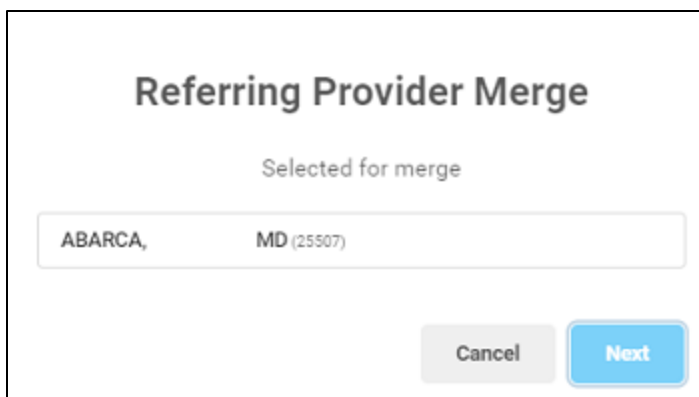 Referring Provider Merge
Selected for merge
ABARCA, MD (25507)
Cancel Next